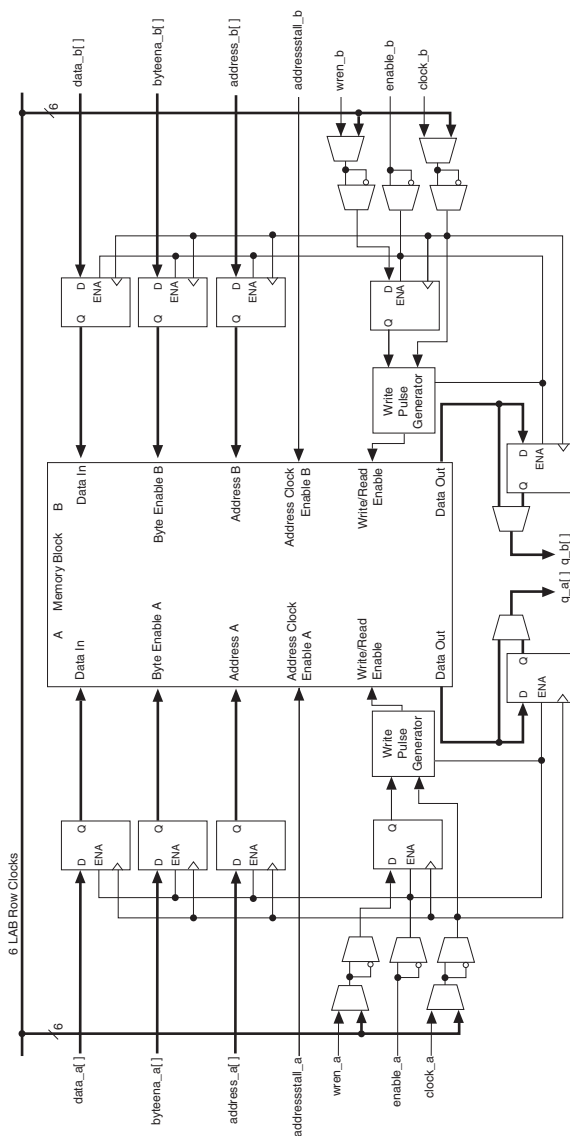 6 LAB Row Clocks
6
6
data_a[ ]
byteena_a[ ]
address_a[ ]
addressstall_a
wren_a
enable_a
clock_a
D
Q
ENA
D
Q
ENA
D
Q
ENA
D
Q
ENA
Write
Pulse
Generator
A
Memory Block
B
Data In
Byte Enable A
Address A
Address Clock
Enable A
Write/Read
Enable
Data Out
Data In
Byte Enable B
Address B
Address Clock
Enable B
Write/Read
Enable
Data Out
D
Q
ENA
D
Q
ENA
q_a[ ]
q_b[ ]
Write
Pulse
Generator
Q
D
ENA
Q
D
ENA
Q
D
ENA
Q
D
ENA
data_b[ ]
byteena_b[ ]
address_b[ ]
addressstall_b
wren_b
enable_b
clock_b